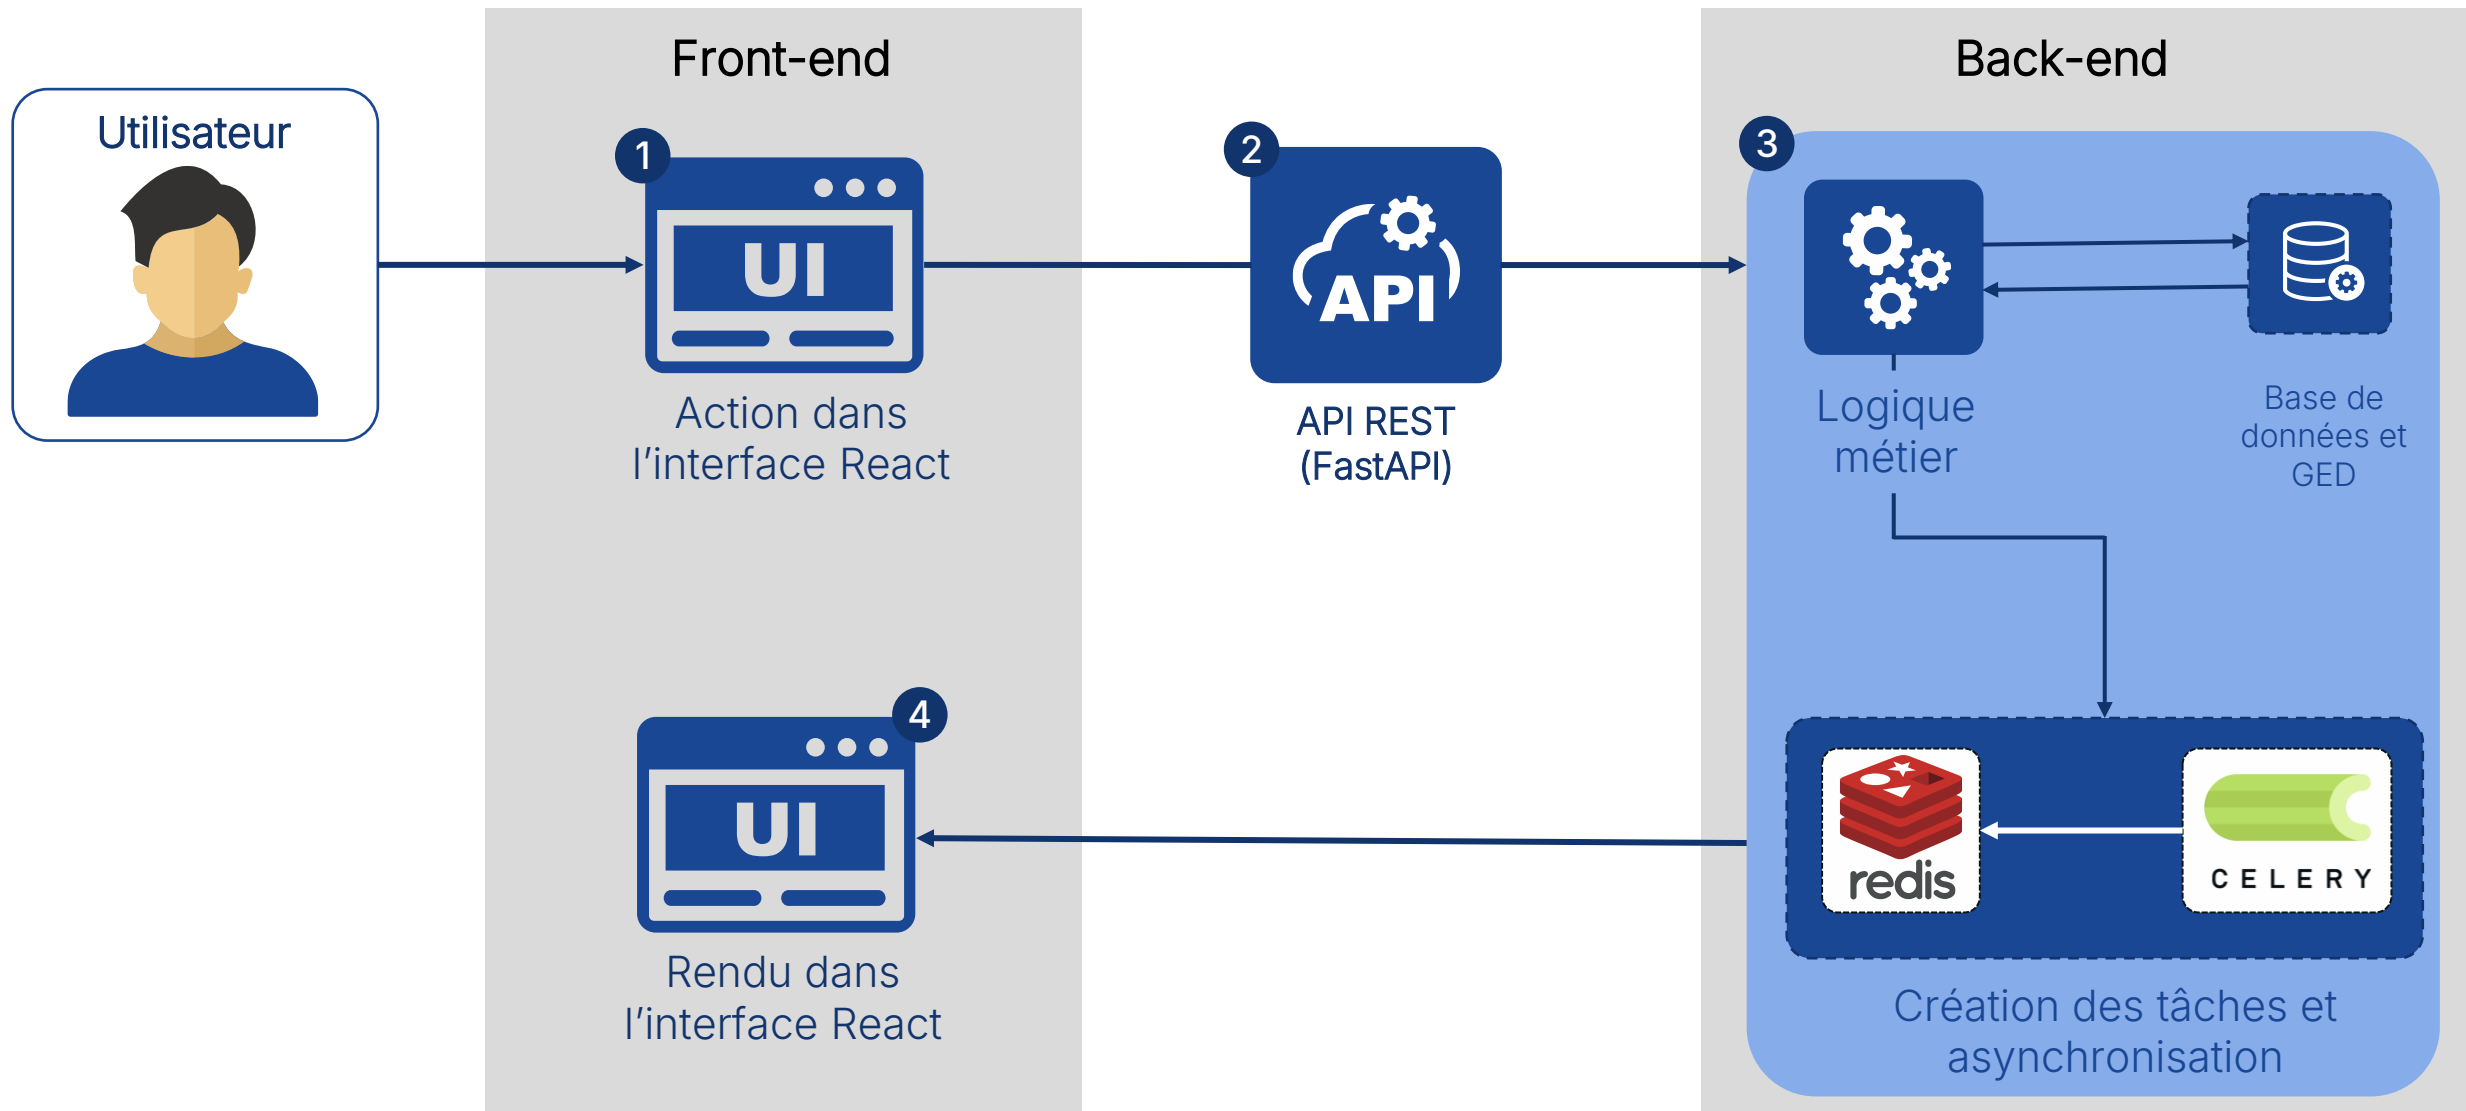 Front-end
Back-end
Utilisateur
1
UI
Action dans
l'interface React
2
API
API REST
(FastAPI)
3
Logique
métier
Base de
données et
GED
4
UI
Rendu dans
l'interface React
redis
CELERY
Création des tâches et
asynchronisation